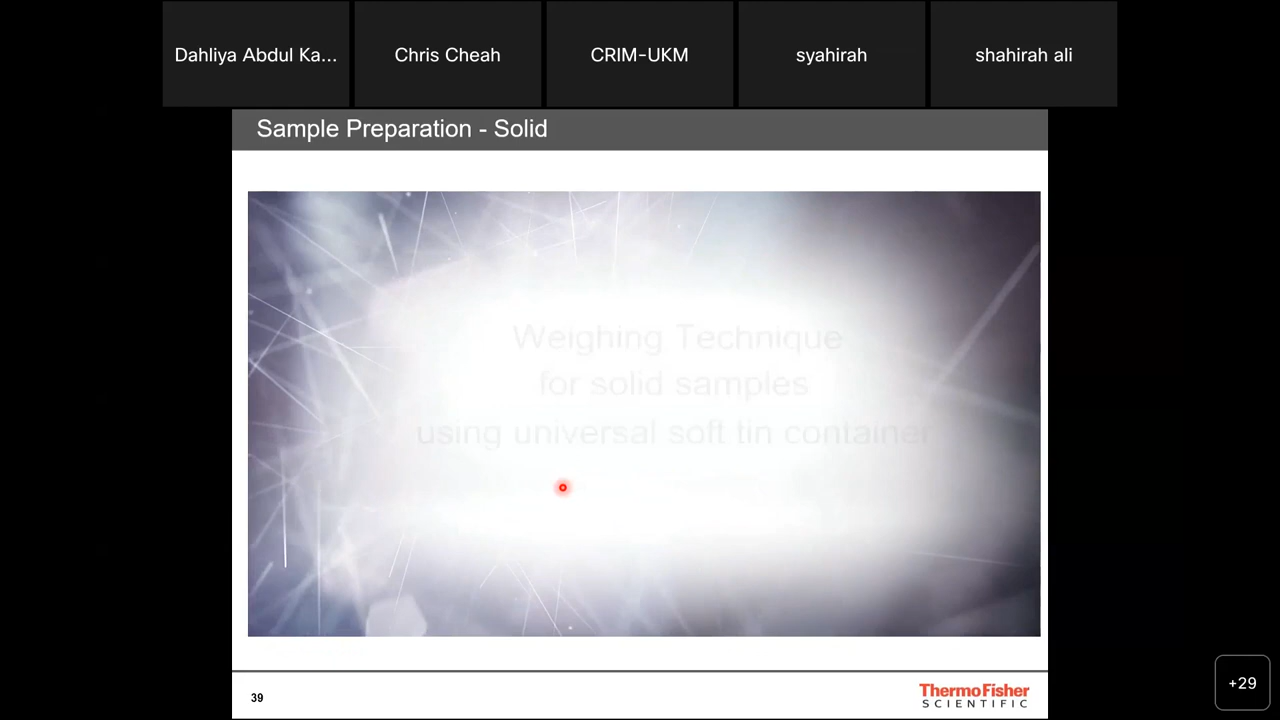 Dahliya Abdul Ka...
Chris Cheah
CRIM-UKM
syahirah
shahirah ali
Sample Preparation - Solid
Weighing Technique
for solid samples
using universal soft tin container
39
ThermoFisher
SCIENTIFIC
+29